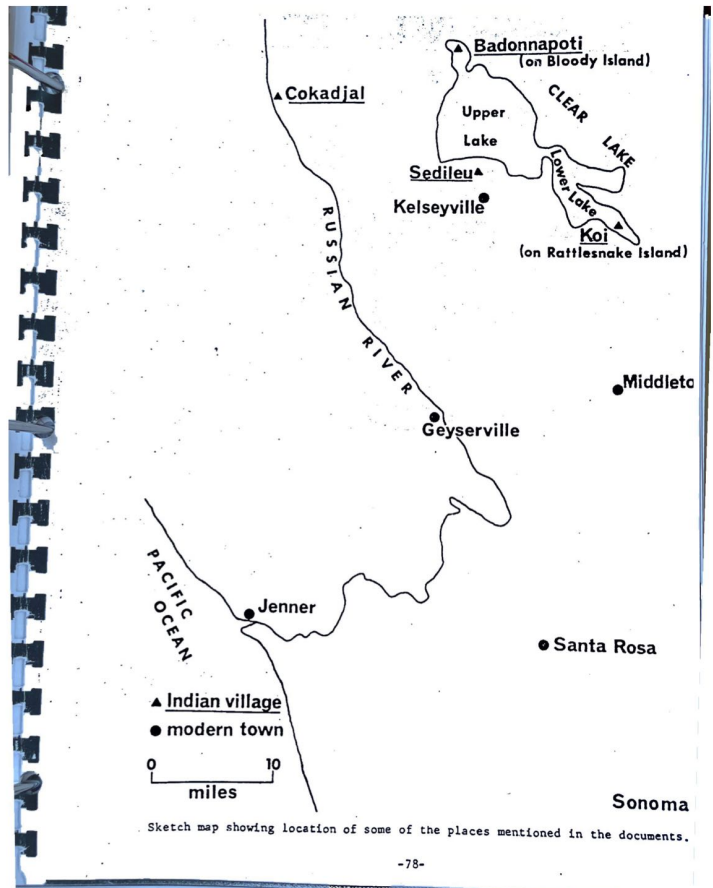 Badonnapoti
(on Bloody Island)
Cokadjal
CLEAR
LAKE
Upper
Lake
Lower Lake
Sedileu
Kelseyville
Koi
(on Rattlesnake Island)
RUSSIAN
RIVER
Middleto
Geyserville
PACIFIC
OCEAN
Jenner
Santa Rosa
Indian village
modern town
0 10
miles
Sonoma
Sketch map showing location of some of the places mentioned in the documents.
-78-